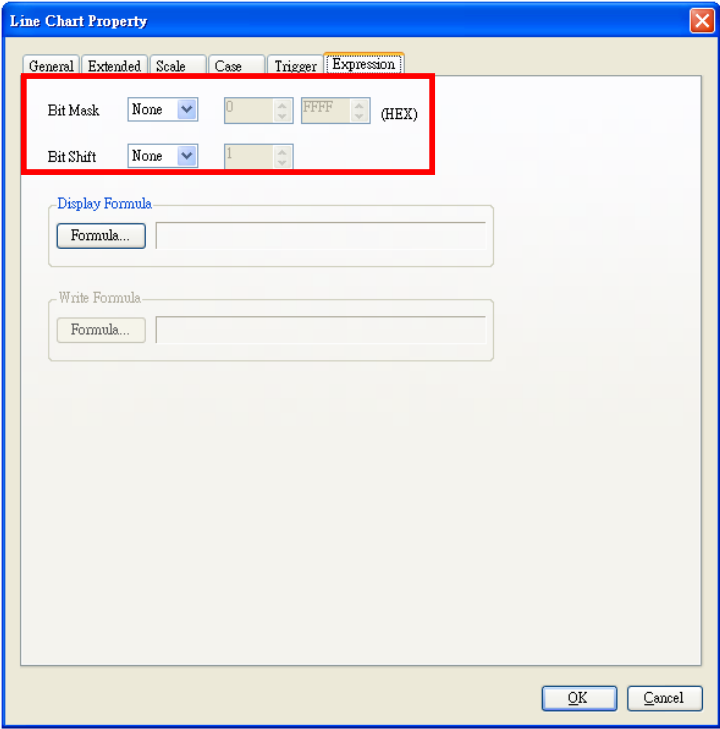 Line Chart Property
General Extended Scale Case Trigger Expression
Bit Mask None 0 FFFF (HEX)
Bit Shift None 1
Display Formula
Formula...
Write Formula
Formula...
OK Cancel